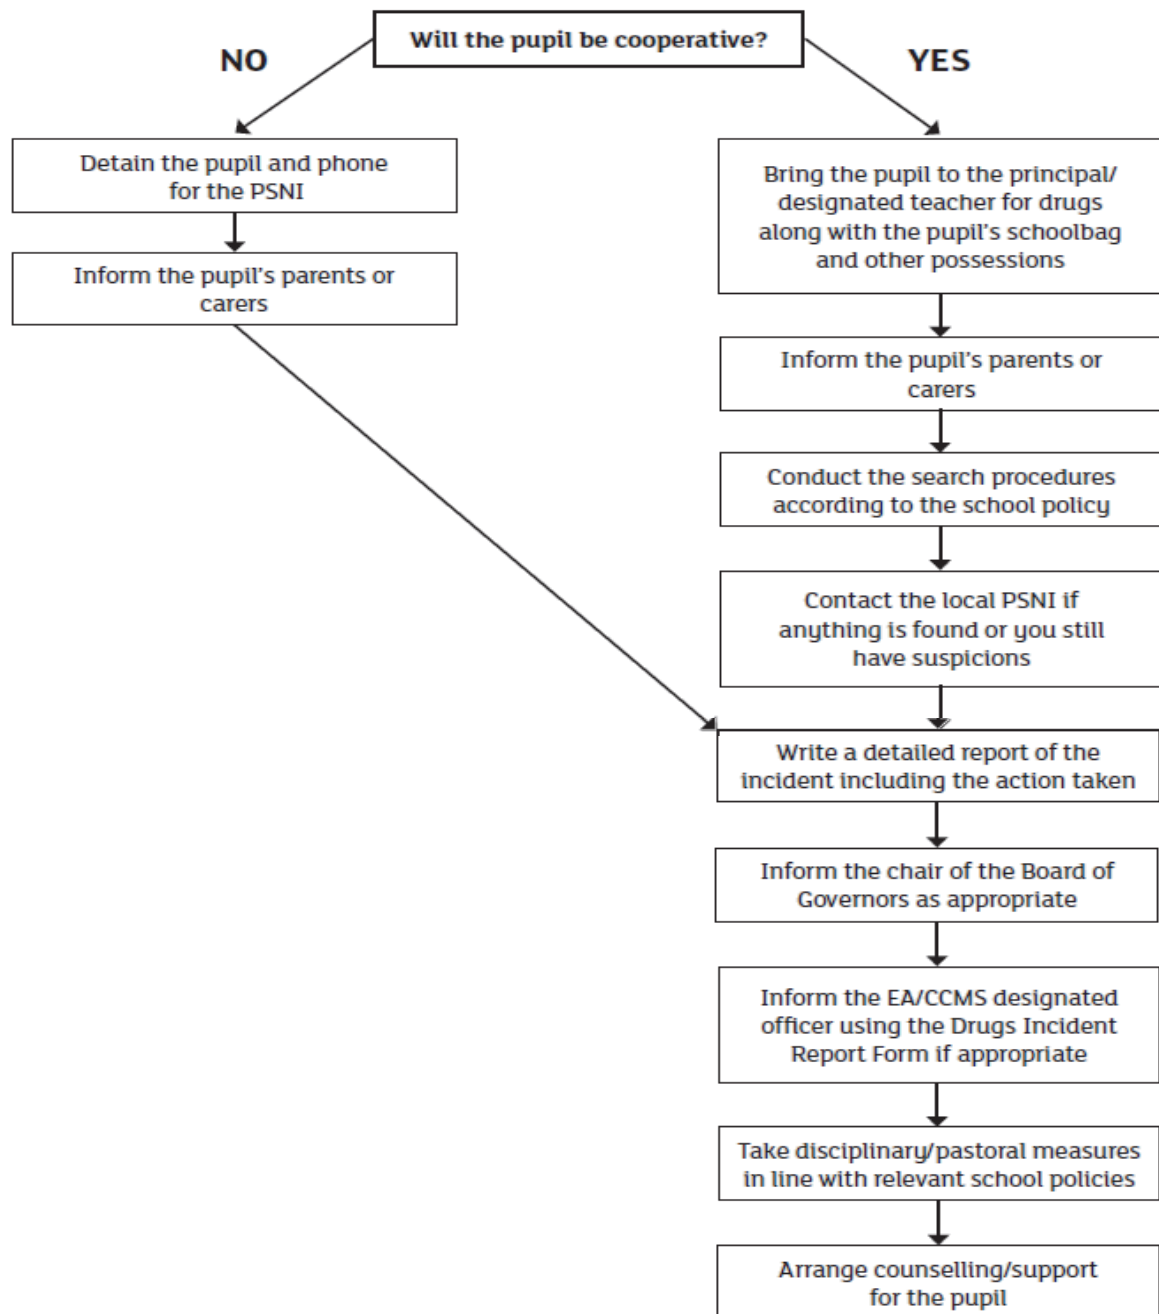 Will the pupil be cooperative?
NO
YES
Detain the pupil and phone
for the PSNI
Inform the pupil's parents or
carers
Bring the pupil to the principal/
designated teacher for drugs
along with the pupil's schoolbag
and other possessions
Inform the pupil's parents or
carers
Conduct the search procedures
according to the school policy
Contact the local PSNI if
anything is found or you still
have suspicions
Write a detailed report of the
incident including the action taken
Inform the chair of the Board of
Governors as appropriate
Inform the EA/CCMS designated
officer using the Drugs Incident
Report Form if appropriate
Take disciplinary/pastoral measures
in line with relevant school policies
Arrange counselling/support
for the pupil